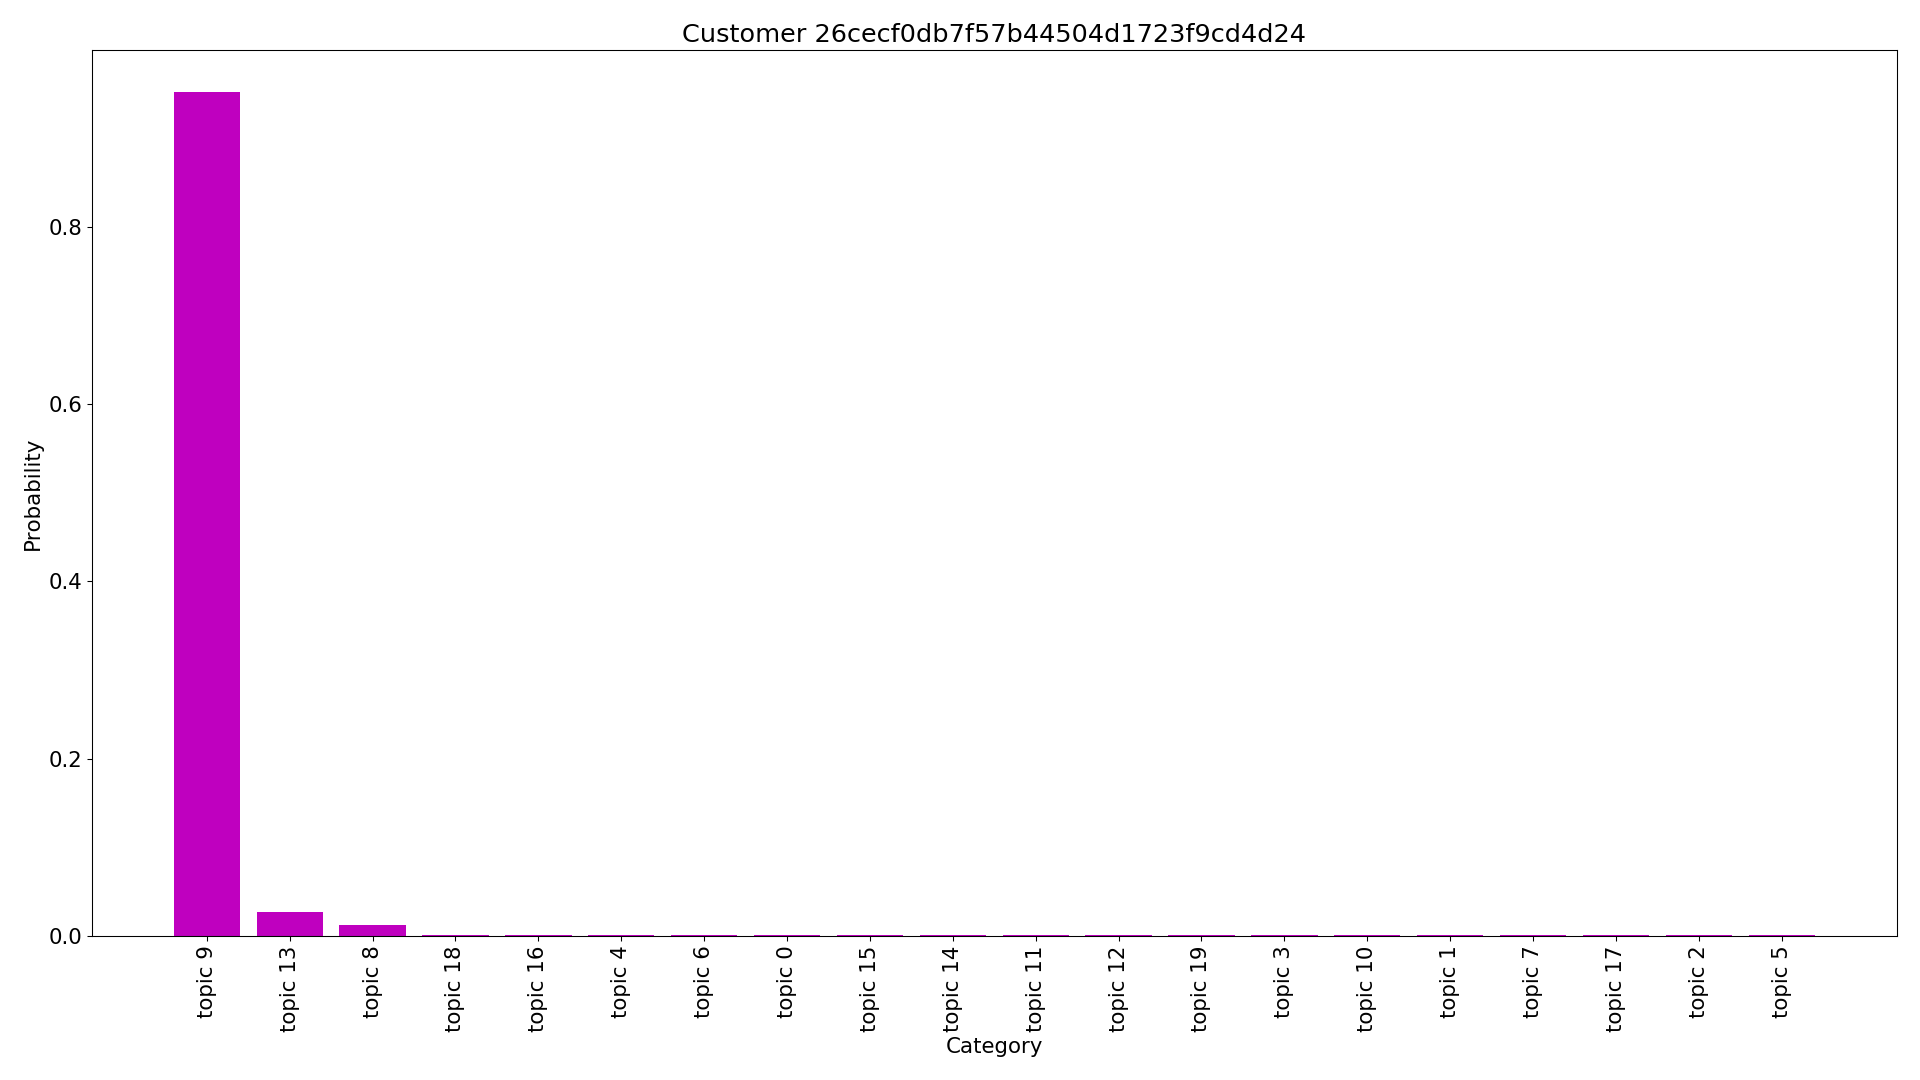 Customer 26cecf0db7f57b44504d1723f9cd4d24
Probability
0.8
0.6
0.4
0.2
0.0
topic 9
topic 13
topic 8
topic 18
topic 16
topic 4
topic 6
topic 0
topic 15
topic 14
topic 11
topic 12
topic 19
topic 3
topic 10
topic 1
topic 7
topic 17
topic 2
topic 5
Category